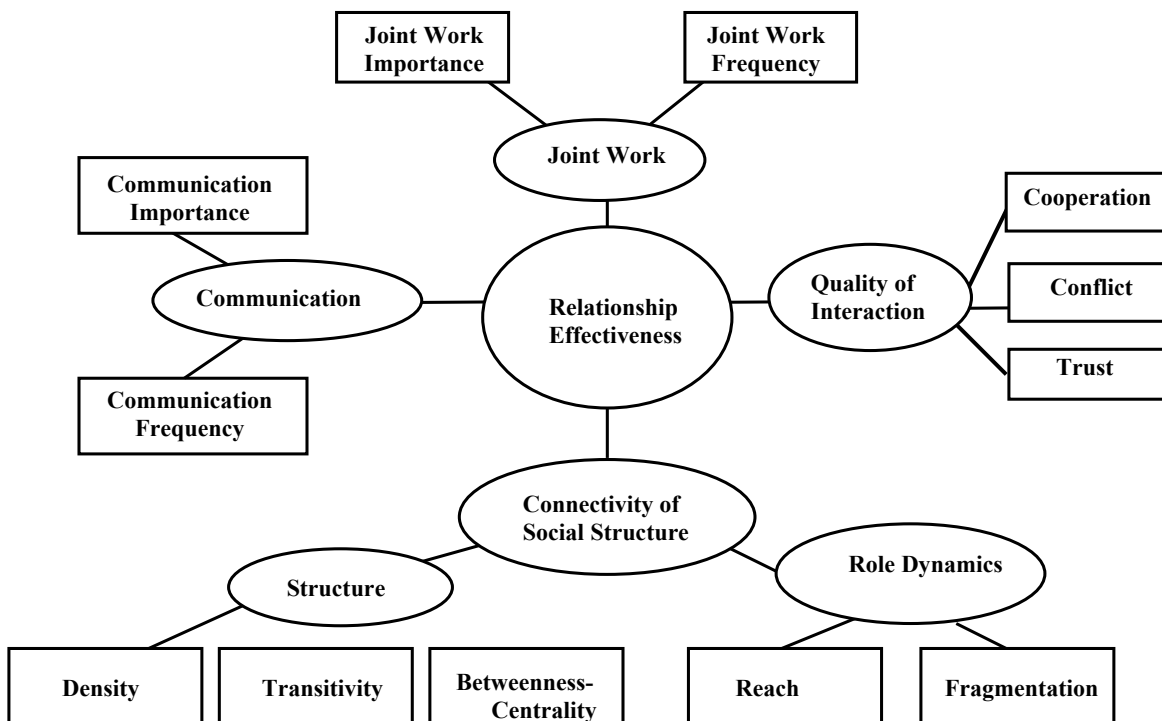 Joint Work
Importance
Joint Work
Frequency
Joint Work
Communication
Importance
Cooperation
Communication
Quality of
Interaction
Conflict
Relationship
Effectiveness
Trust
Communication
Frequency
Connectivity of
Social Structure
Role Dynamics
Structure
Density
Transitivity
Betweenness-
Centrality
Reach
Fragmentation